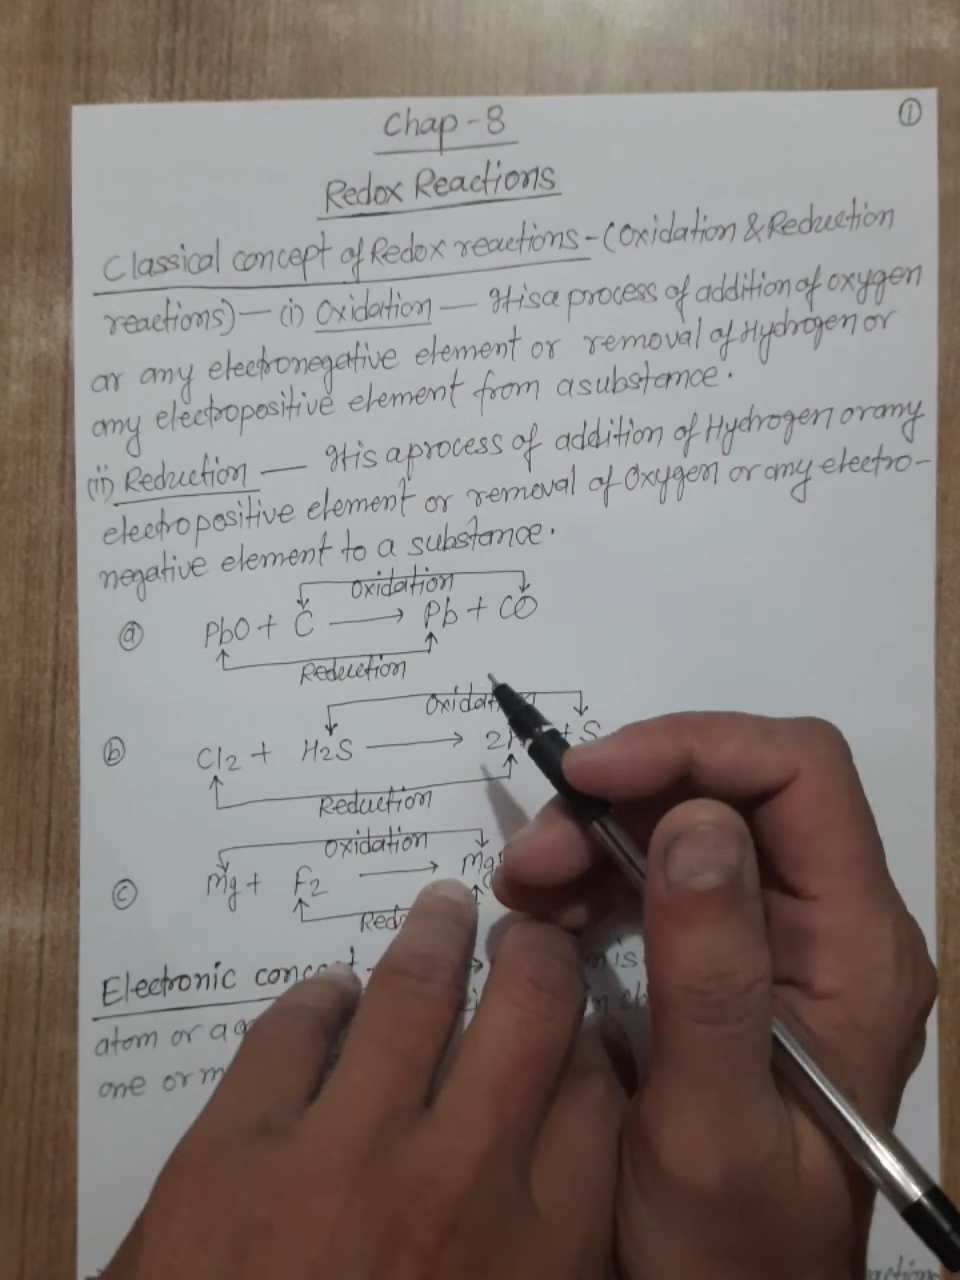 ①
Chap-8
Redox Reactions
Classical concept of Redox reactions-(Oxidation & Reduction
reactions)— (i) Oxidation — It is a process of addition of oxygen
or any electronegative element or removal of Hydrogen or
any electropositive element from a substance.
(ii) Reduction — It is a process of addition of Hydrogen or any
electropositive element or removal of Oxygen or any electro-
negative element to a substance.
Oxidation
ⓐ PbO + C ⟶ Pb + CO
Reduction
ⓑ Cl2 + H2S ⟶ + S
Reduction
Oxidation
ⓒ Mg + F2 ⟶
Electronic
atom or a
one or